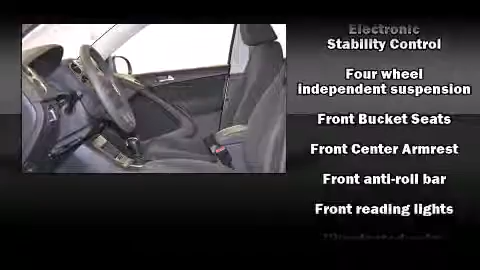 Electronic
Stability Control
Four wheel
independent suspension
Front Bucket Seats
Front Center Armrest
Front anti-roll bar
Front reading lights